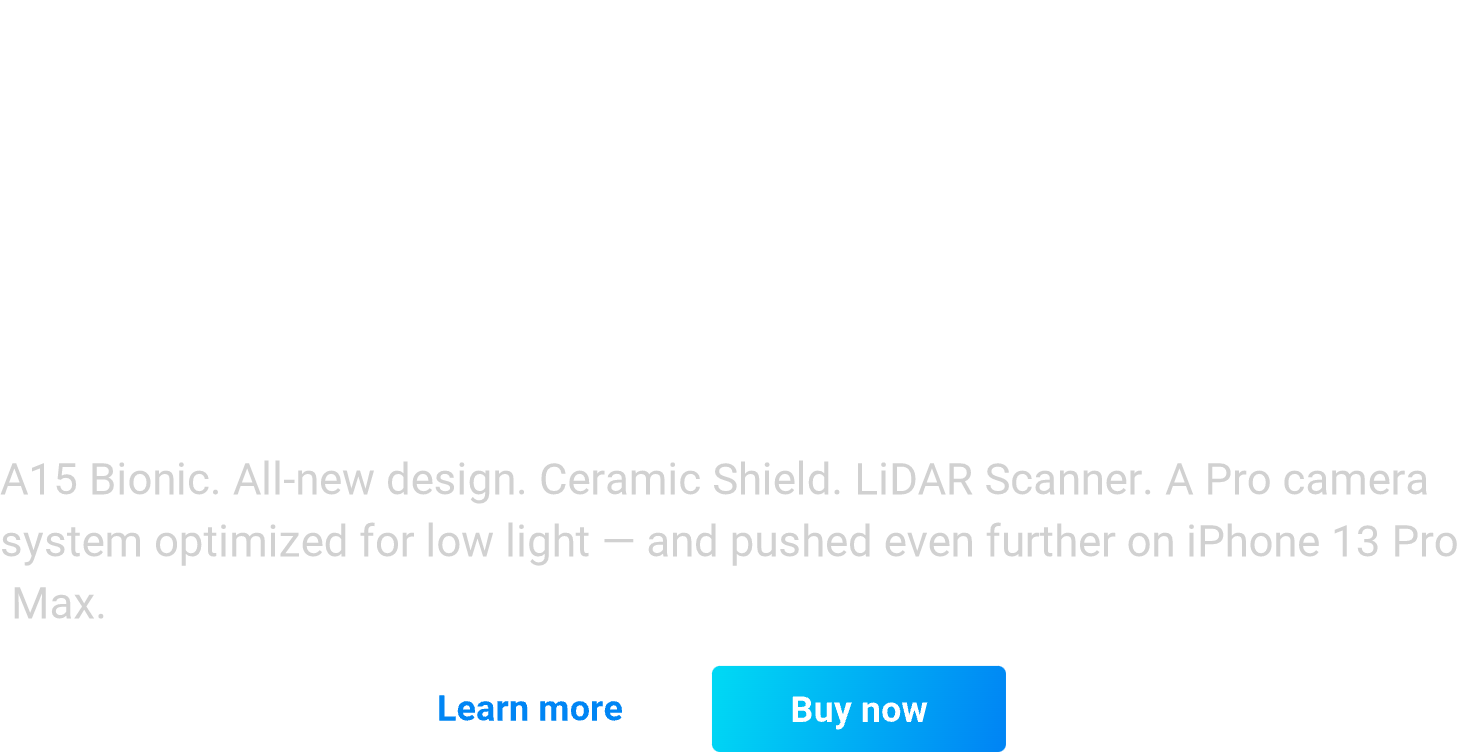 A15 Bionic. All-new design. Ceramic Shield. LiDAR Scanner. A Pro camera
system optimized for low light — and pushed even further on iPhone 13 Pro
Max.
Learn more
Buy now